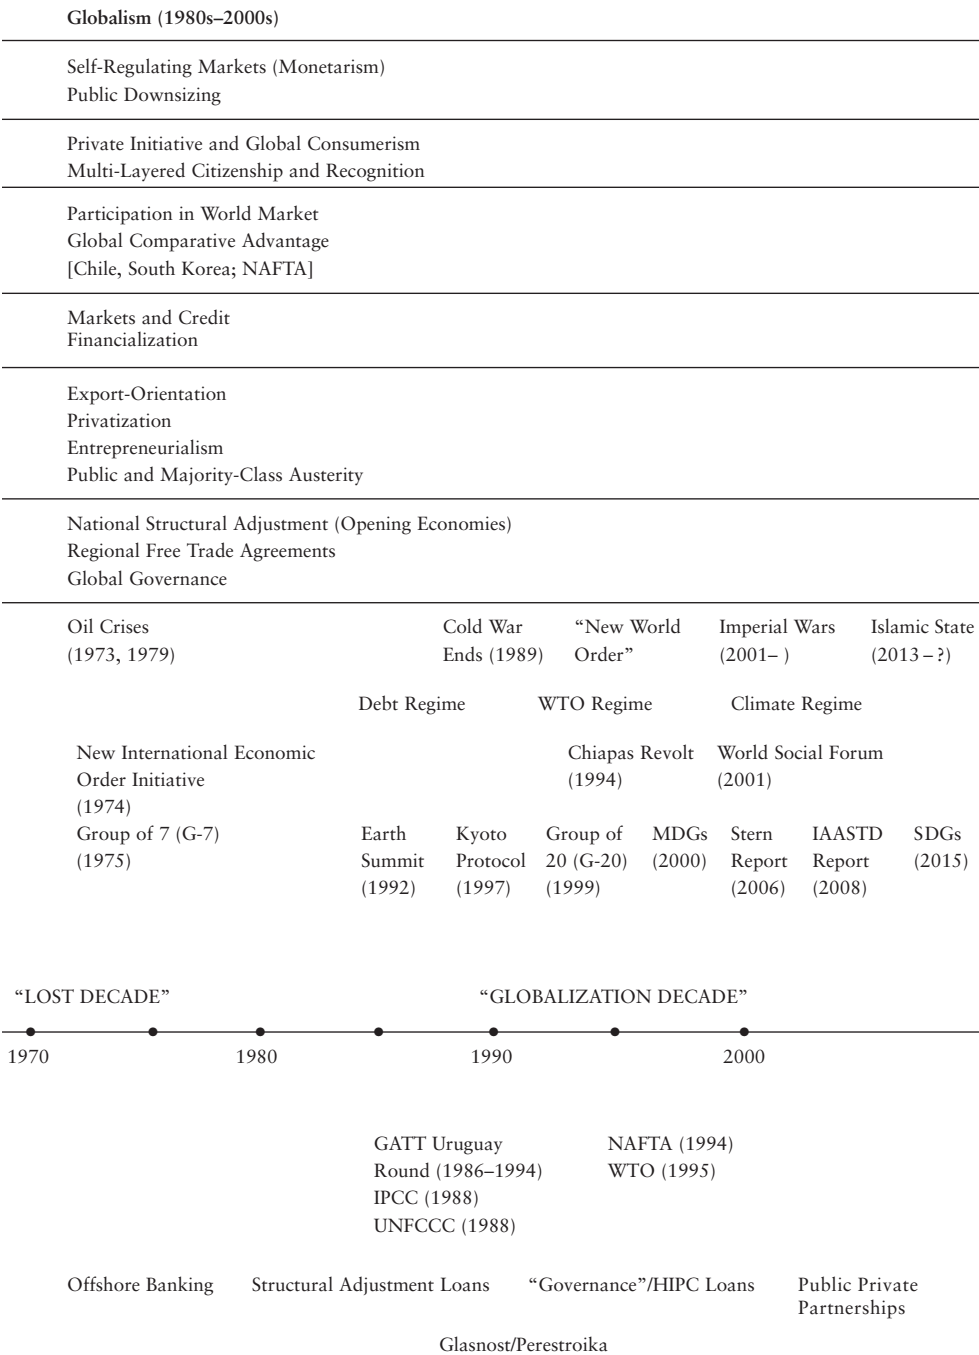 Globalism (1980s–2000s)
Self-Regulating Markets (Monetarism)
Public Downsizing
Private Initiative and Global Consumerism
Multi-Layered Citizenship and Recognition
Participation in World Market
Global Comparative Advantage
[Chile, South Korea; NAFTA]
Markets and Credit
Financialization
Export-Orientation
Privatization
Entrepreneurialism
Public and Majority-Class Austerity
National Structural Adjustment (Opening Economies)
Regional Free Trade Agreements
Global Governance
Oil Crises
(1973, 1979)
Cold War
Ends (1989)
“New World
Order”
Imperial Wars
(2001– )
Islamic State
(2013 – ?)
Debt Regime
WTO Regime
Climate Regime
New International Economic
Order Initiative
(1974)
Chiapas Revolt
(1994)
World Social Forum
(2001)
Group of 7 (G-7)
(1975)
Earth
Summit
(1992)
Kyoto
Protocol
(1997)
Group of
20 (G-20)
(1999)
MDGs
(2000)
Stern
Report
(2006)
IAASTD
Report
(2008)
SDGs
(2015)
“LOST DECADE”
“GLOBALIZATION DECADE”
1970
1980
1990
2000
GATT Uruguay
Round (1986–1994)
IPCC (1988)
UNFCCC (1988)
NAFTA (1994)
WTO (1995)
Offshore Banking
Structural Adjustment Loans
“Governance”/HIPC Loans
Public Private
Partnerships
Glasnost/Perestroika